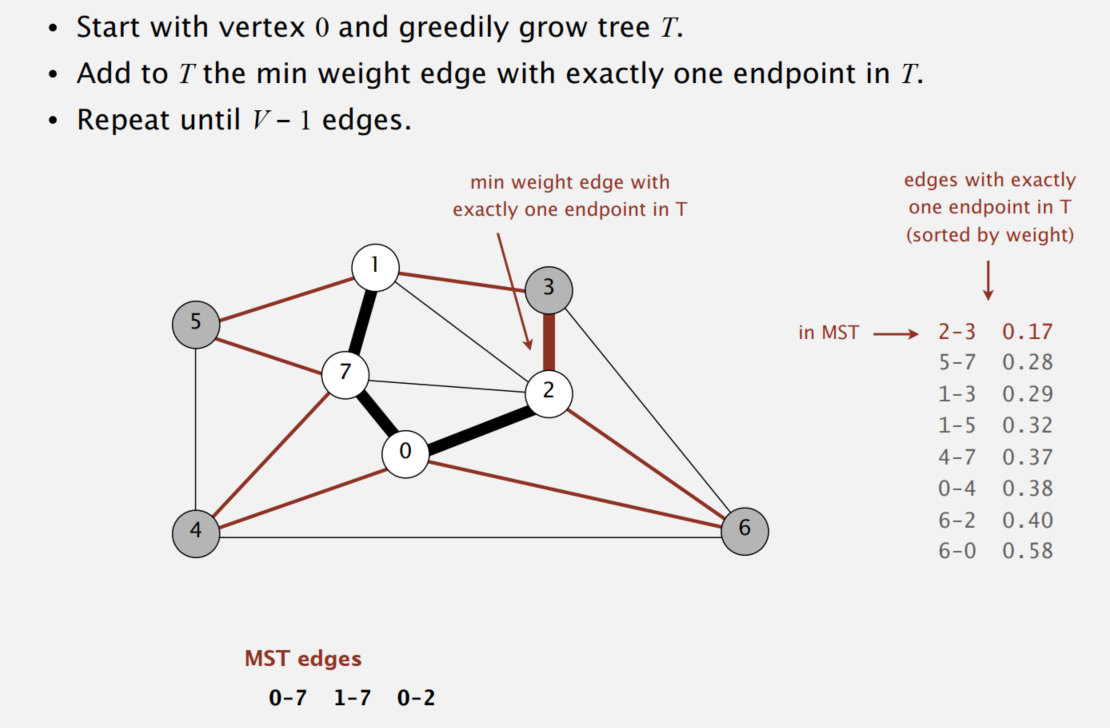 • Start with vertex 0 and greedily grow tree T.
• Add to T the min weight edge with exactly one endpoint in T.
• Repeat until V – 1 edges.
min weight edge with
exactly one endpoint in T
edges with exactly
one endpoint in T
(sorted by weight)
1
3
5
7
2
0
4
6
in MST
2-3 0.17
5-7 0.28
1-3 0.29
1-5 0.32
4-7 0.37
0-4 0.38
6-2 0.40
6-0 0.58
MST edges
0-7 1-7 0-2